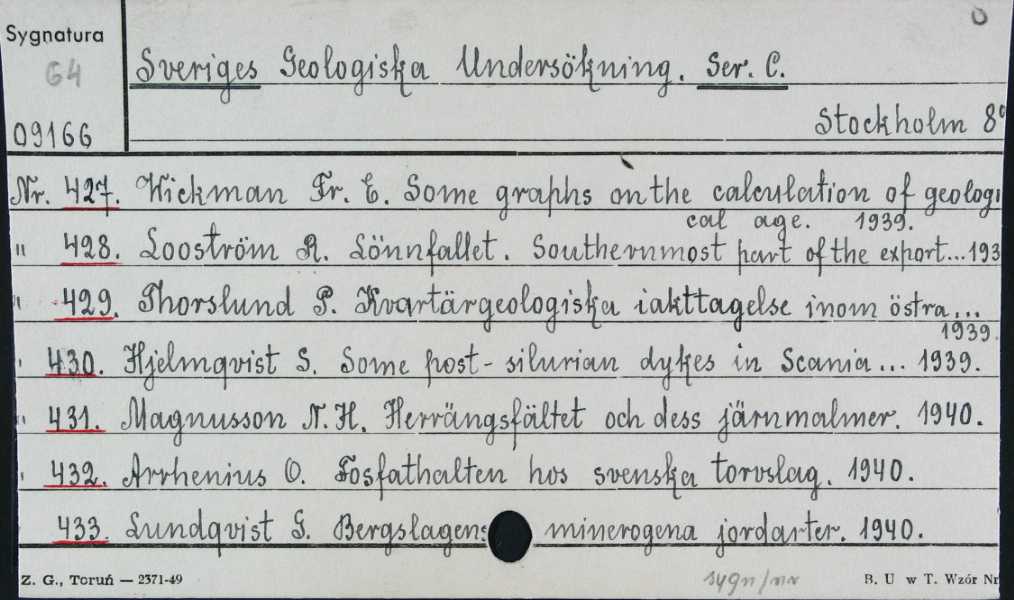 Sygnatura
G4
09166
Sveriges Geologiska Undersökning. Ser. C.
Stockholm 8°
Nr. 427. Wickman Fr. E. Some graphs on the calculation of geologi
cal age. 1939.
" 428. Looström R. Lönnfallet. Southernmost part of the export...193
" 429. Thorslund P. Kvartärgeologiska iakttagelse inom östra...
1939.
" 430. Hjelmqvist S. Some post-silurian dykes in Scania... 1939.
" 431. Magnusson N. H. Herrängsfältet och dess järnmalmer. 1940.
" 432. Arrhenius O. Fosfathalten hos svenska torvslag. 1940.
433. Lundqvist G. Bergslagens minerogena jordarter. 1940.
sygn/nr
Z. G., Toruń — 2371-49
B. U w T. Wzór Nr